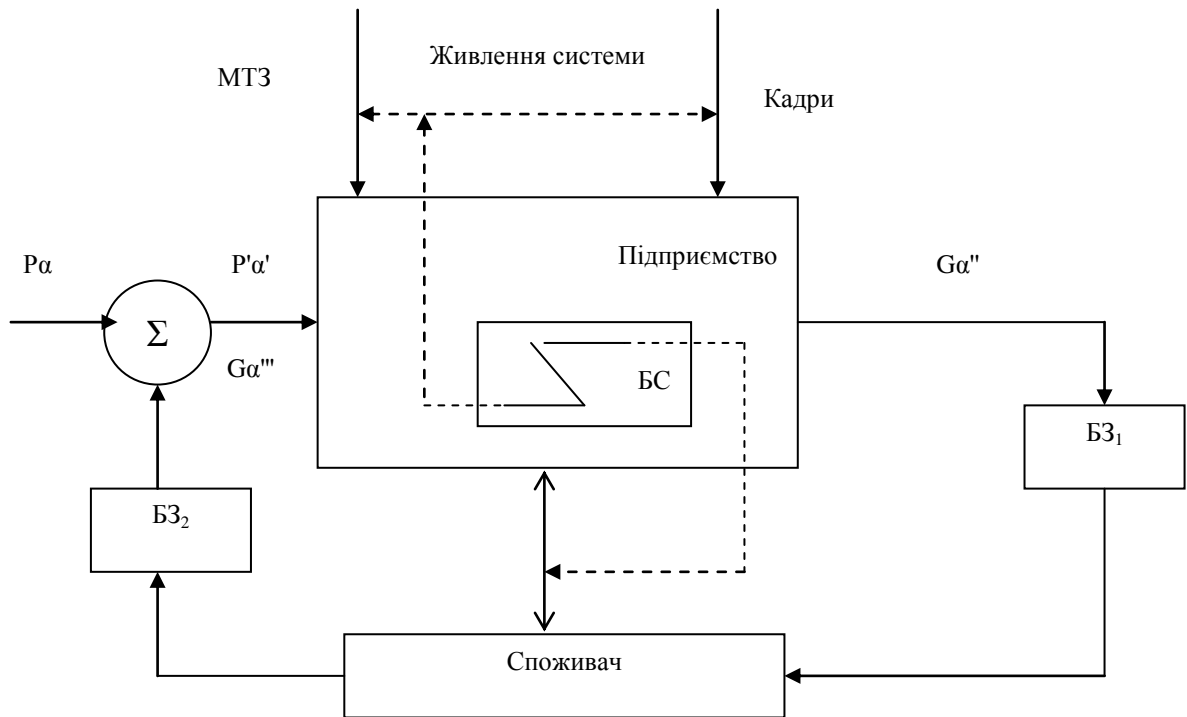 Живлення системи
МТЗ
Кадри
Pα
P'α'
Підприємство
Gα''
Σ
Gα'''
БС
БЗ₁
БЗ₂
Споживач